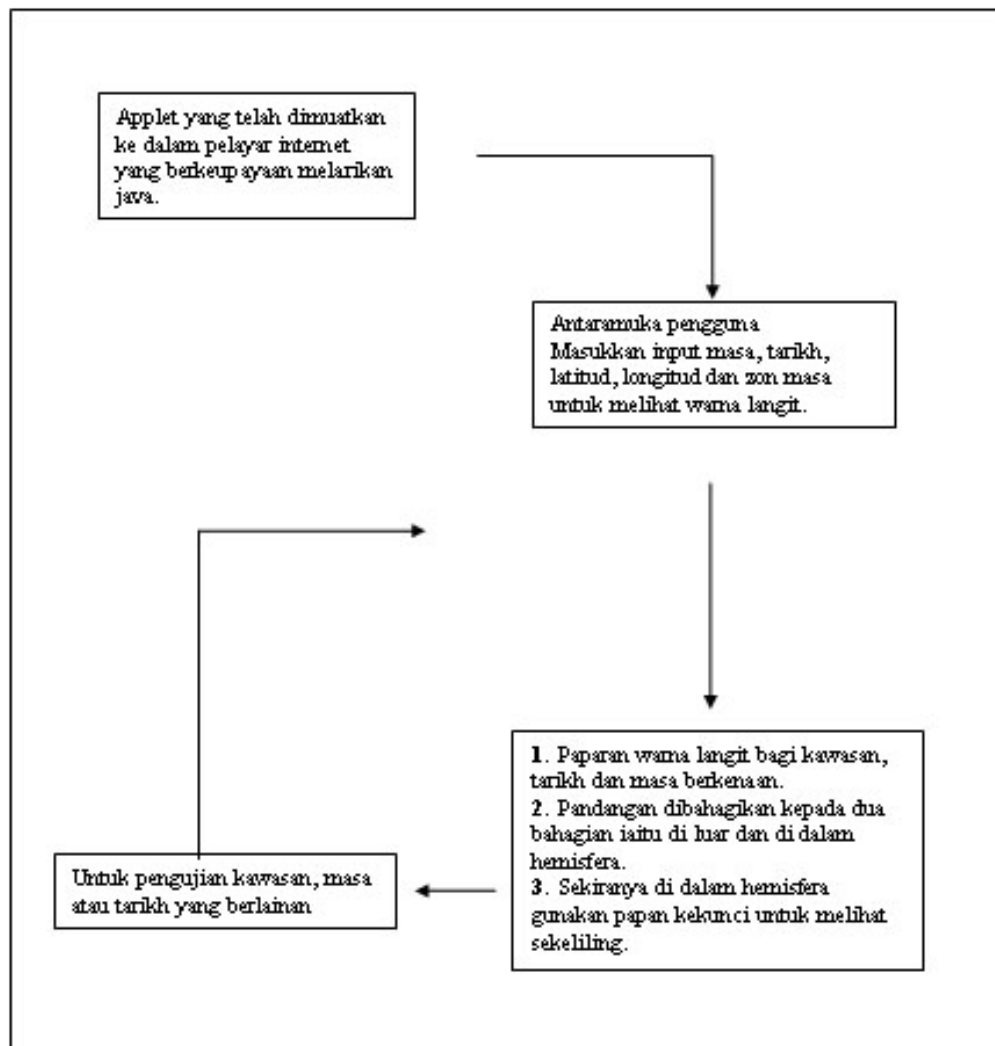 Applet yang telah dimuatkan
ke dalam pelayar internet
yang berkeupayaan melarikan
java.
Antaramuka pengguna
Masukkan input masa, tarikh,
latitud, longitud dan zon masa
untuk melihat warna langit.
1. Paparan warna langit bagi kawasan,
tarikh dan masa berkenaan.
2. Pandangan dibahagikan kepada dua
bahagian iaitu di luar dan di dalam
hemisfera.
3. Sekiranya di dalam hemisfera
gunakan papan kekunci untuk melihat
sekeliling.
Untuk pengujian kawasan, masa
atau tarikh yang berlainan